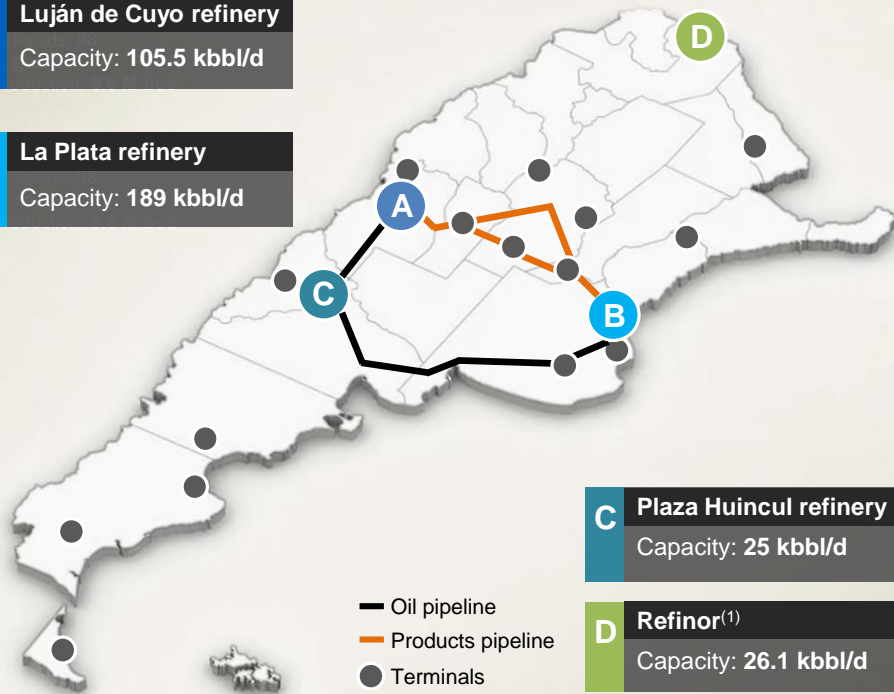 Luján de Cuyo refinery
Capacity: 105.5 kbbl/d
La Plata refinery
Capacity: 189 kbbl/d
D
A
C
B
C
Plaza Huincul refinery
Capacity: 25 kbbl/d
D
Refinor(1)
Capacity: 26.1 kbbl/d
Oil pipeline
Products pipeline
Terminals